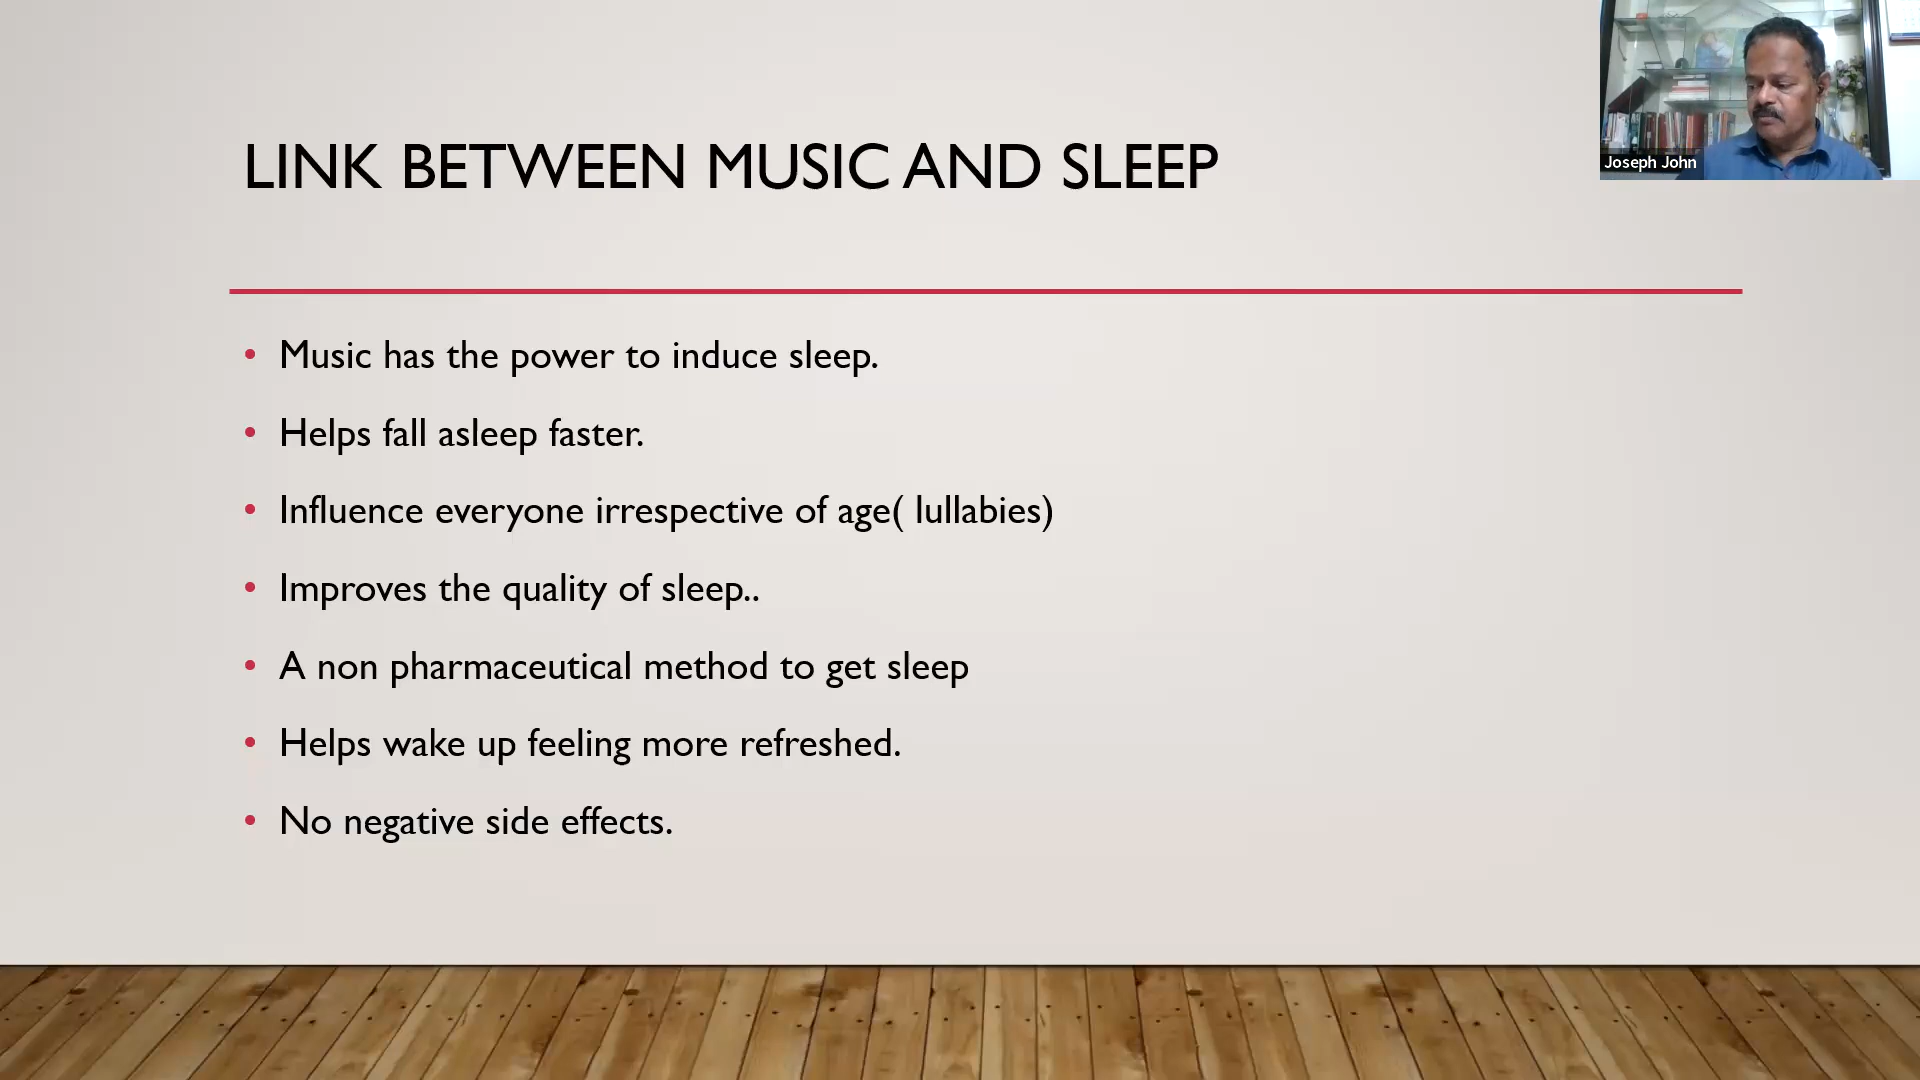 LINK BETWEEN MUSIC AND SLEEP
Joseph John
• Music has the power to induce sleep.
• Helps fall asleep faster.
• Influence everyone irrespective of age( lullabies)
• Improves the quality of sleep..
• A non pharmaceutical method to get sleep
• Helps wake up feeling more refreshed.
• No negative side effects.